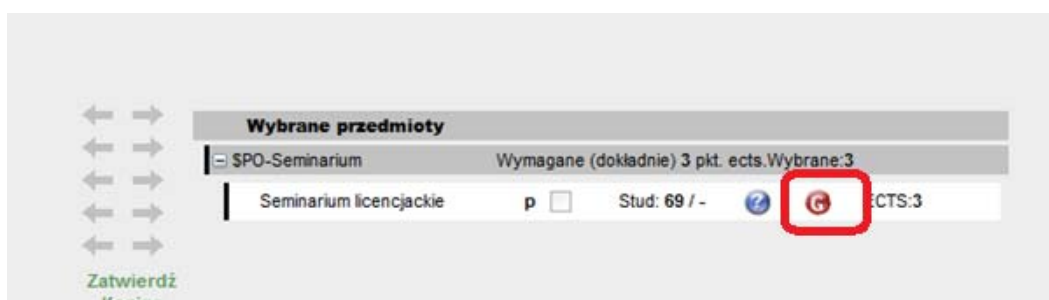 Wybrane przedmioty
$PO-Seminarium Wymagane (dokładnie) 3 pkt. ects.Wybrane:3
Seminarium licencjackie p Stud: 69 / - ? G ECTS:3
Zatwierdź